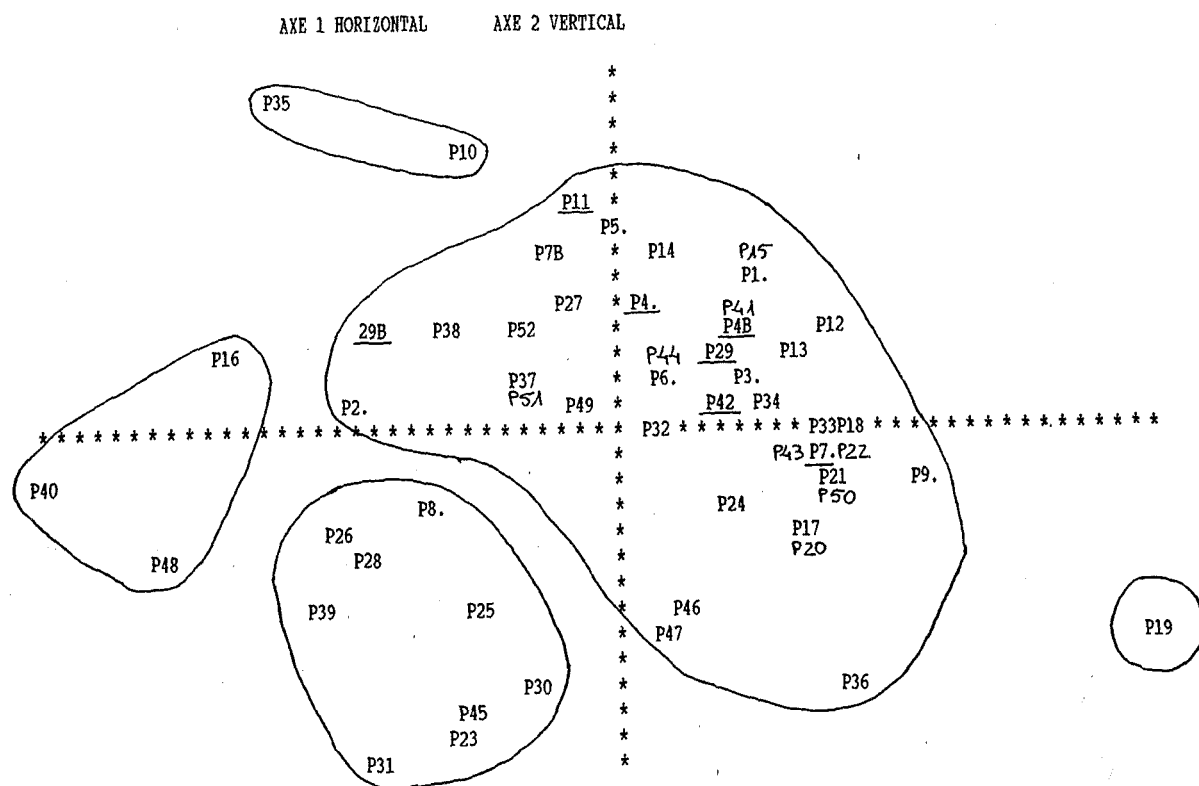 AXE 1 HORIZONTAL AXE 2 VERTICAL
P35
P10
P11
P5.
P7B P14 P15
P1.
P27 P4. P41
29B P38 P52 P4B P12
P16 P44 P29 P13
P37 P6. P3.
P2. P51 P49 P42 P34
P32 P33P18
P43 P7.P22
P40 P21 P9.
P8. P24 P50
P26 P17
P28 P20
P48
P39 P25 P46
P47 P19
P30 P36
P45
P23
P31